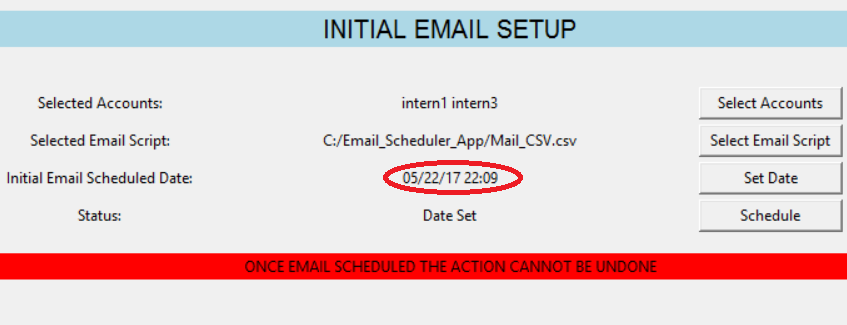 INITIAL EMAIL SETUP
Selected Accounts: intern1 intern3 Select Accounts
Selected Email Script: C:/Email_Scheduler_App/Mail_CSV.csv Select Email Script
Initial Email Scheduled Date: 05/22/17 22:09 Set Date
Status: Date Set Schedule
ONCE EMAIL SCHEDULED THE ACTION CANNOT BE UNDONE